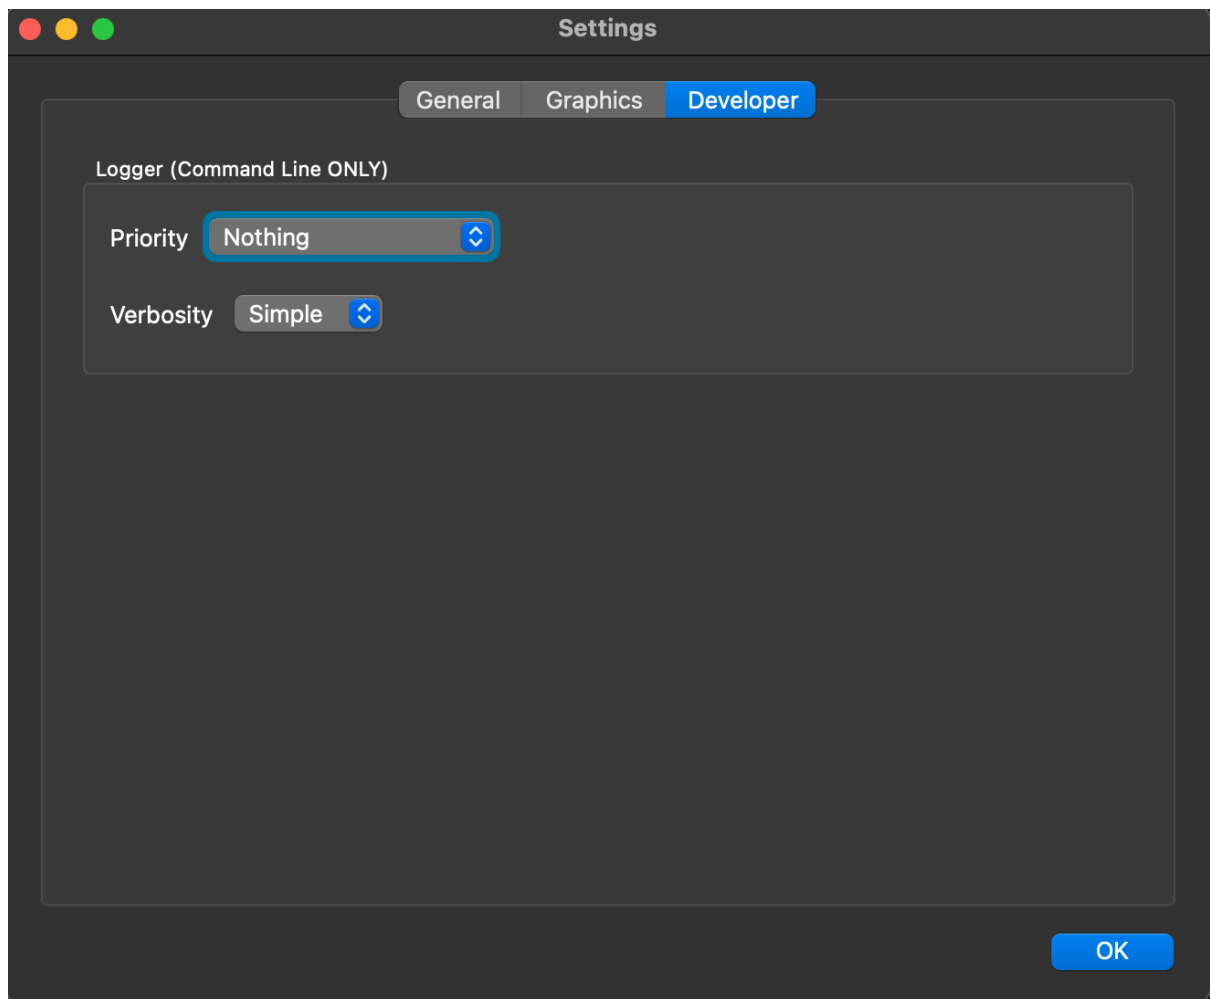 Settings
General Graphics Developer
Logger (Command Line ONLY)
Priority Nothing
Verbosity Simple
OK